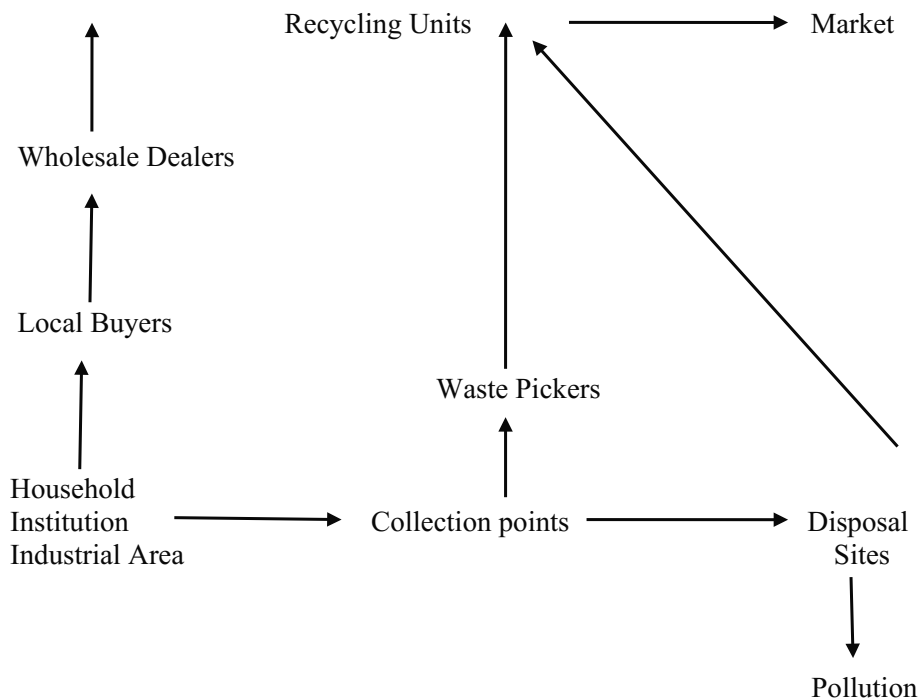 Recycling Units
Market
Wholesale Dealers
Local Buyers
Waste Pickers
Household
Institution
Industrial Area
Collection points
Disposal
Sites
Pollution